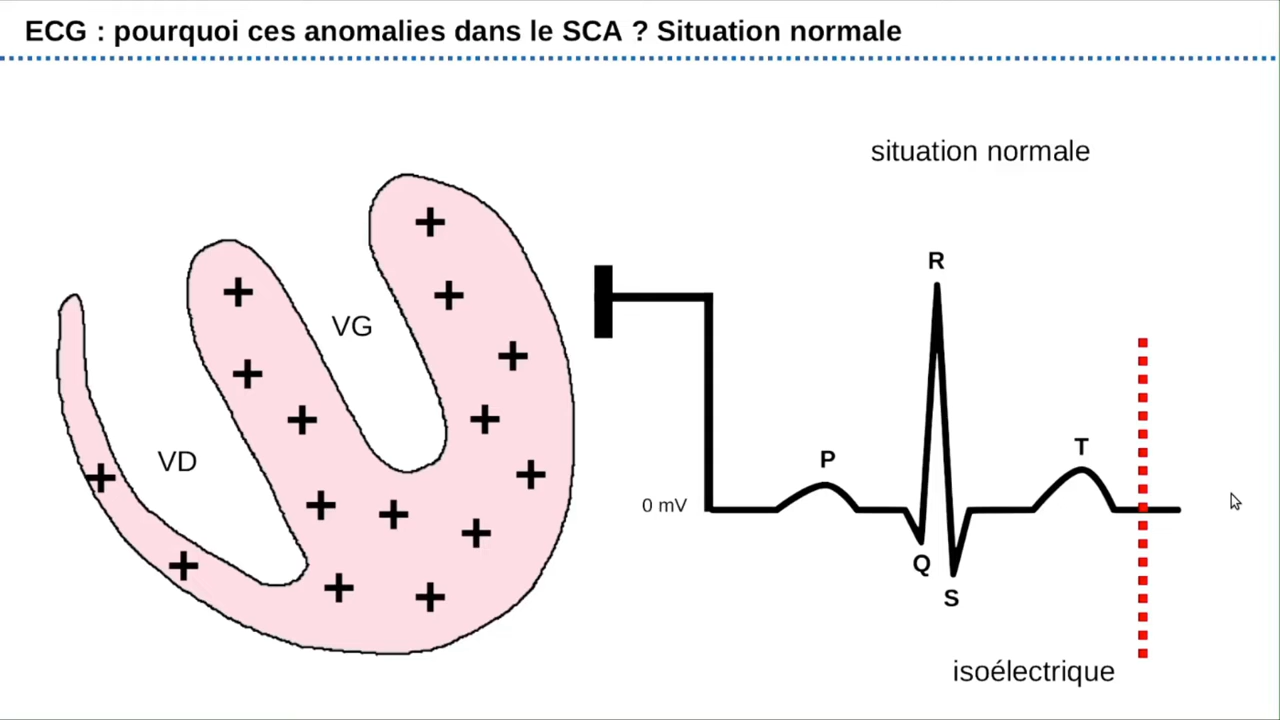 ECG : pourquoi ces anomalies dans le SCA ? Situation normale
situation normale
R
VG
T
P
VD
0 mV
Q
S
isoélectrique